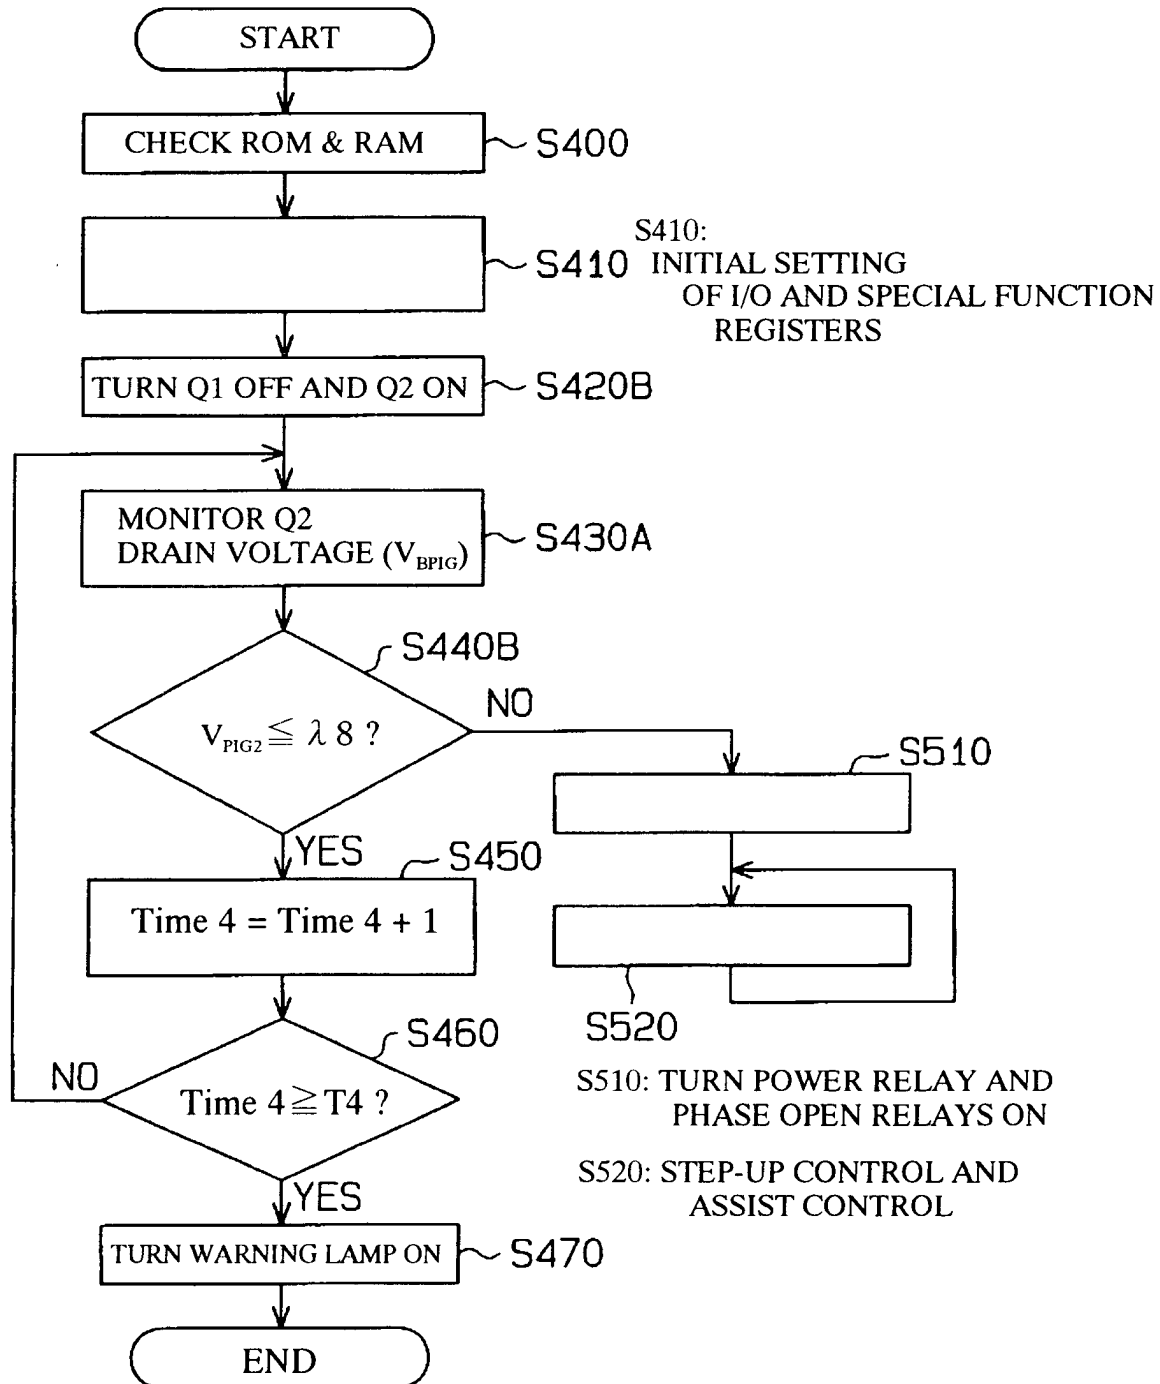 START
CHECK ROM & RAM
S400
S410
S410:
INITIAL SETTING
OF I/O AND SPECIAL FUNCTION
REGISTERS
TURN Q1 OFF AND Q2 ON
S420B
MONITOR Q2
DRAIN VOLTAGE (V_BPIG)
S430A
S440B
V_PIG2 ≦ λ 8 ?
NO
YES
S510
S450
Time 4 = Time 4 + 1
S520
S460
Time 4 ≧ T4 ?
NO
YES
S510: TURN POWER RELAY AND
PHASE OPEN RELAYS ON
S520: STEP-UP CONTROL AND
ASSIST CONTROL
TURN WARNING LAMP ON
S470
END